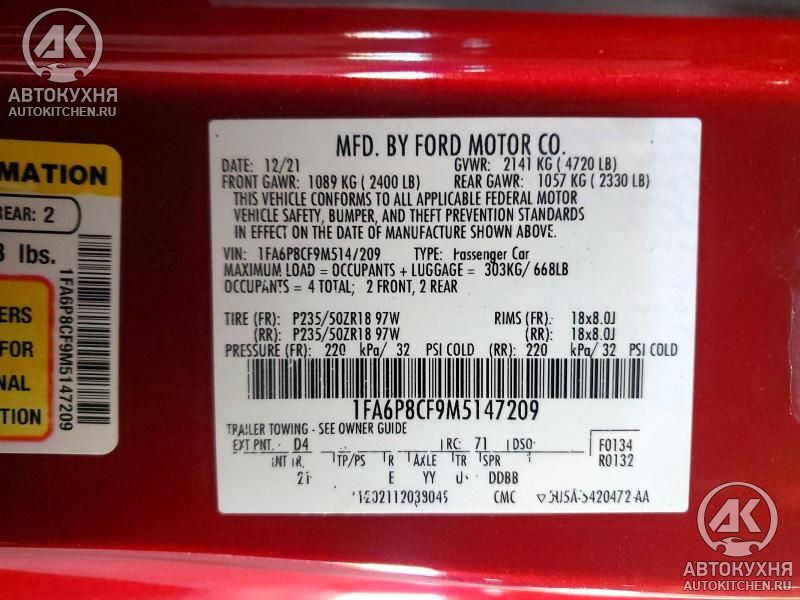 АВТОКУХНЯ
AUTOKITCHEN.RU
MFD. BY FORD MOTOR CO.
DATE: 12/21 GVWR: 2141 KG ( 4720 LB)
FRONT GAWR: 1089 KG ( 2400 LB) REAR GAWR: 1057 KG ( 2330 LB)
THIS VEHICLE CONFORMS TO ALL APPLICABLE FEDERAL MOTOR
VEHICLE SAFETY, BUMPER, AND THEFT PREVENTION STANDARDS
IN EFFECT ON THE DATE OF MANUFACTURE SHOWN ABOVE.
VIN: 1FA6P8CF9M5147209 TYPE: Passenger Car
MAXIMUM LOAD = OCCUPANTS + LUGGAGE = 303KG/ 668LB
OCCUPANTS = 4 TOTAL; 2 FRONT, 2 REAR
TIRE (FR): P235/50ZR18 97W RIMS (FR): 18x8.0J
(RR): P235/50ZR18 97W (RR): 18x8.0J
PRESSURE (FR): 220 kPa/ 32 PSI COLD (RR): 220 kPa/ 32 PSI COLD
1FA6P8CF9M5147209
TRAILER TOWING - SEE OWNER GUIDE
EXT PNT: D4 RC: 71 DSO: F0134
INT TR. TP/PS R AXLE TR SPR R0132
E YY DDBB
CMC
REAR: 2
lbs.
1FA6P8CF9M5147209
FOR
АК
АВТОКУХНЯ
AUTOKITCHEN.RU